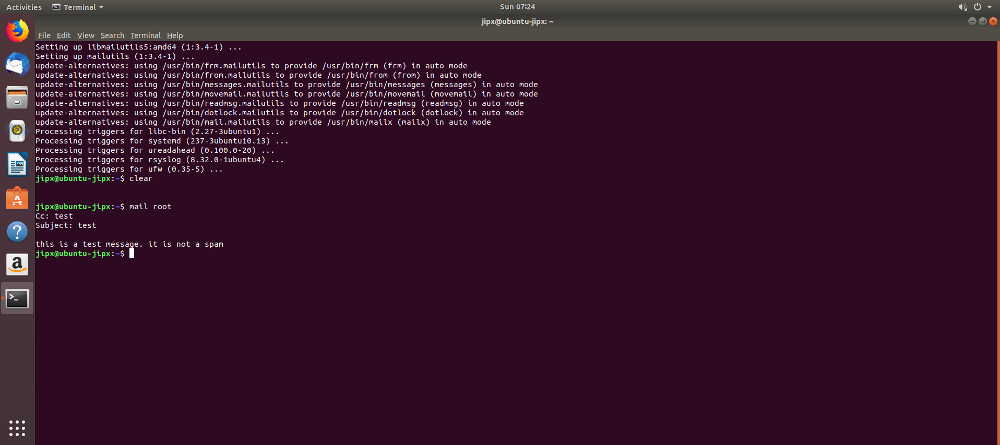 Activities Terminal Sun 07:24
jipx@ubuntu-jipx: ~
File Edit View Search Terminal Help
Setting up libmailutils5:amd64 (1:3.4-1) ...
Setting up mailutils (1:3.4-1) ...
update-alternatives: using /usr/bin/frm.mailutils to provide /usr/bin/frm (frm) in auto mode
update-alternatives: using /usr/bin/from.mailutils to provide /usr/bin/from (from) in auto mode
update-alternatives: using /usr/bin/messages.mailutils to provide /usr/bin/messages (messages) in auto mode
update-alternatives: using /usr/bin/movemail.mailutils to provide /usr/bin/movemail (movemail) in auto mode
update-alternatives: using /usr/bin/readmsg.mailutils to provide /usr/bin/readmsg (readmsg) in auto mode
update-alternatives: using /usr/bin/dotlock.mailutils to provide /usr/bin/dotlock (dotlock) in auto mode
update-alternatives: using /usr/bin/mail.mailutils to provide /usr/bin/mailx (mailx) in auto mode
Processing triggers for libc-bin (2.27-3ubuntu1) ...
Processing triggers for systemd (237-3ubuntu10.13) ...
Processing triggers for ureadahead (0.100.0-20) ...
Processing triggers for rsyslog (8.32.0-1ubuntu4) ...
Processing triggers for ufw (0.35-5) ...
jipx@ubuntu-jipx:~$ clear
jipx@ubuntu-jipx:~$ mail root
Cc: test
Subject: test
this is a test message. it is not a spam
jipx@ubuntu-jipx:~$